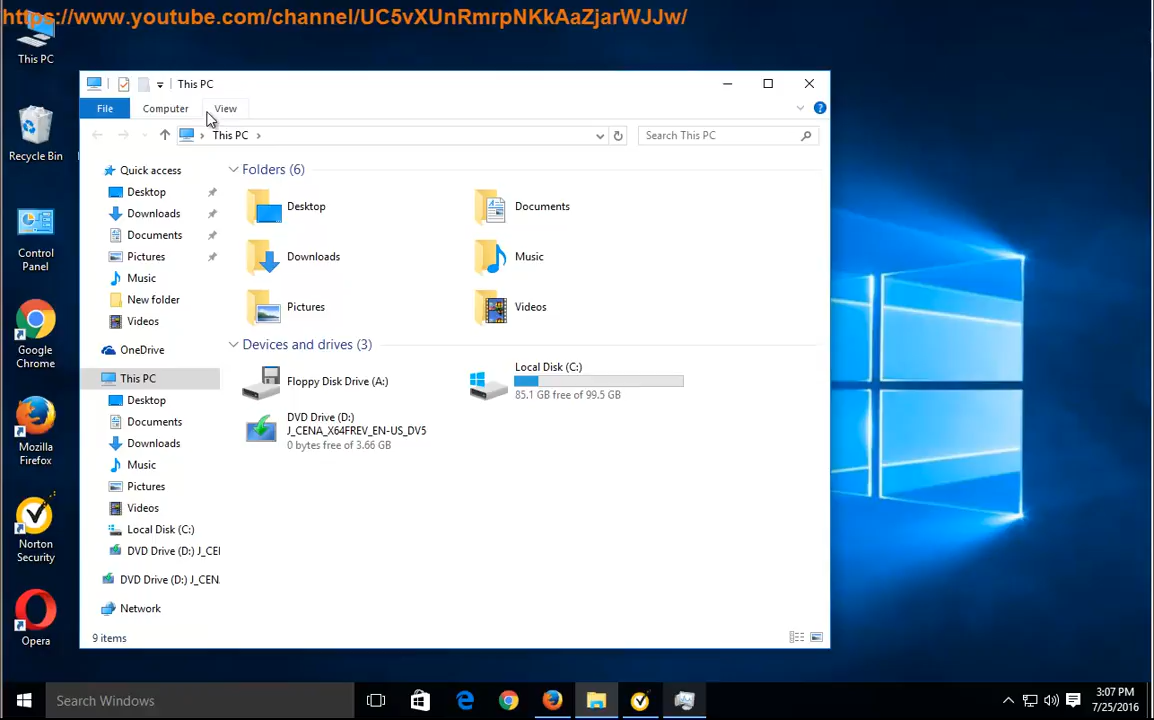 https://www.youtube.com/channel/UC5vXUnRmrpNKkAaZjarWJJw/
This PC
Recycle Bin
Control
Panel
Google
Chrome
Mozilla
Firefox
Norton
Security
Opera
This PC
File
Computer
View
This PC
Search This PC
Quick access
Desktop
Downloads
Documents
Pictures
Music
New folder
Videos
OneDrive
This PC
Desktop
Documents
Downloads
Music
Pictures
Videos
Local Disk (C:)
DVD Drive (D:) J_CEI
DVD Drive (D:) J_CEN.
Network
Folders (6)
Desktop
Documents
Downloads
Music
Pictures
Videos
Devices and drives (3)
Floppy Disk Drive (A:)
Local Disk (C:)
85.1 GB free of 99.5 GB
DVD Drive (D:)
J_CENA_X64FREV_EN-US_DV5
0 bytes free of 3.66 GB
9 items
Search Windows
3:07 PM
7/25/2016